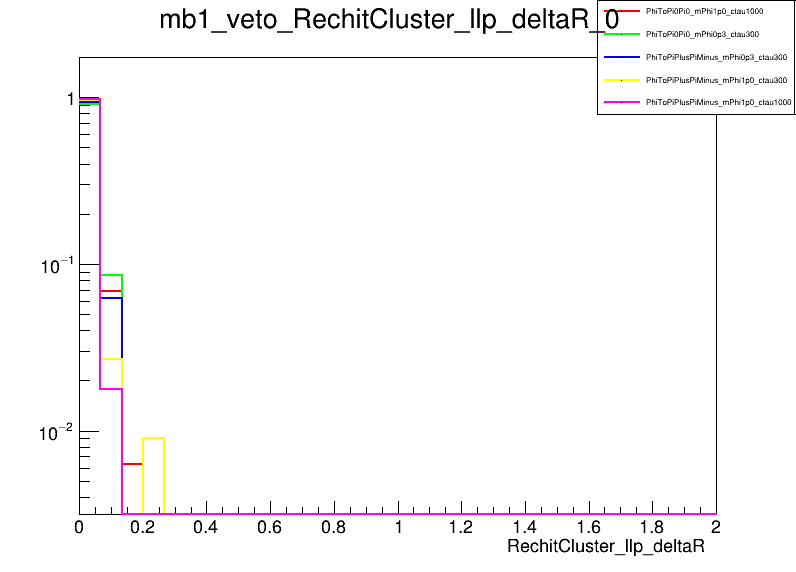 mb1_veto_RechitCluster_llp_deltaR_0
PhiToPi0Pi0_mPhi1p0_ctau1000
PhiToPi0Pi0_mPhi0p3_ctau300
PhiToPiPlusPiMinus_mPhi0p3_ctau300
PhiToPiPlusPiMinus_mPhi1p0_ctau300
PhiToPiPlusPiMinus_mPhi1p0_ctau1000
1
10⁻¹
10⁻²
0 0.2 0.4 0.6 0.8 1 1.2 1.4 1.6 1.8 2
RechitCluster_llp_deltaR